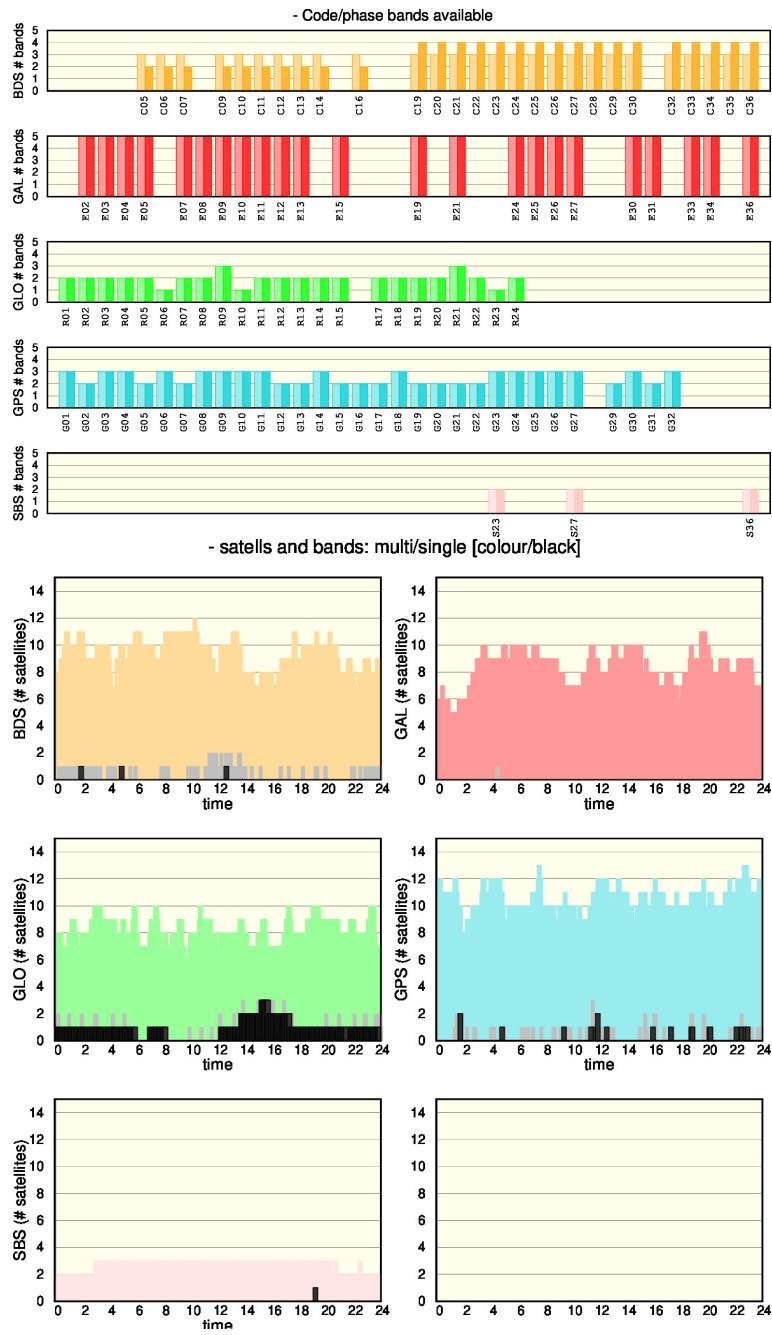 - Code/phase bands available
BDS # bands
5
4
3
2
1
0
C05 C06 C07 C09 C10 C11 C12 C13 C14 C16 C19 C20 C21 C22 C23 C24 C25 C26 C27 C28 C29 C30 C32 C33 C34 C35 C36
GAL # bands
5
4
3
2
1
0
E02 E03 E04 E05 E07 E08 E09 E10 E11 E12 E13 E15 E19 E21 E24 E25 E26 E27 E30 E31 E33 E34 E36
GLO # bands
5
4
3
2
1
0
R01 R02 R03 R04 R05 R06 R07 R08 R09 R10 R11 R12 R13 R14 R15 R17 R18 R19 R20 R21 R22 R23 R24
GPS # bands
5
4
3
2
1
0
G01 G02 G03 G04 G05 G06 G07 G08 G09 G10 G11 G12 G13 G14 G15 G16 G17 G18 G19 G20 G21 G22 G23 G24 G25 G26 G27 G29 G30 G31 G32
SBS # bands
5
4
3
2
1
0
S23 S27 S36
- satells and bands: multi/single [colour/black]
BDS (# satellites)
14
12
10
8
6
4
2
0
0 2 4 6 8 10 12 14 16 18 20 22 24
time
GAL (# satellites)
14
12
10
8
6
4
2
0
0 2 4 6 8 10 12 14 16 18 20 22 24
time
GLO (# satellites)
14
12
10
8
6
4
2
0
0 2 4 6 8 10 12 14 16 18 20 22 24
time
GPS (# satellites)
14
12
10
8
6
4
2
0
0 2 4 6 8 10 12 14 16 18 20 22 24
time
SBS (# satellites)
14
12
10
8
6
4
2
0
0 2 4 6 8 10 12 14 16 18 20 22 24
time
14
12
10
8
6
4
2
0
0 2 4 6 8 10 12 14 16 18 20 22 24